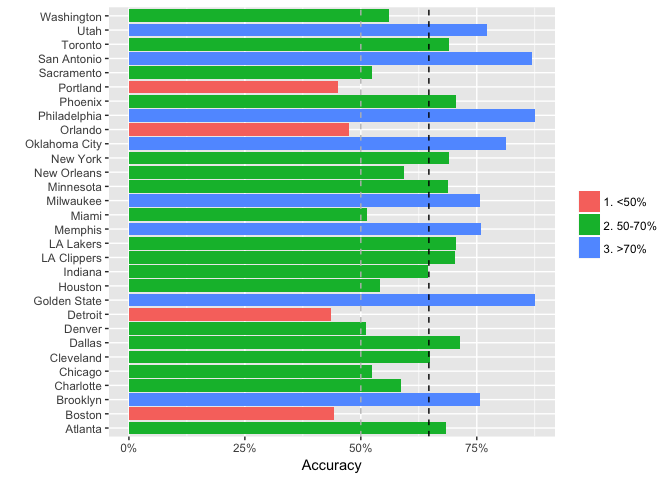 Washington
Utah
Toronto
San Antonio
Sacramento
Portland
Phoenix
Philadelphia
Orlando
Oklahoma City
New York
New Orleans
Minnesota
Milwaukee
Miami
Memphis
LA Lakers
LA Clippers
Indiana
Houston
Golden State
Detroit
Denver
Dallas
Cleveland
Chicago
Charlotte
Brooklyn
Boston
Atlanta
0% 25% 50% 75%
Accuracy
1. <50%
2. 50-70%
3. >70%